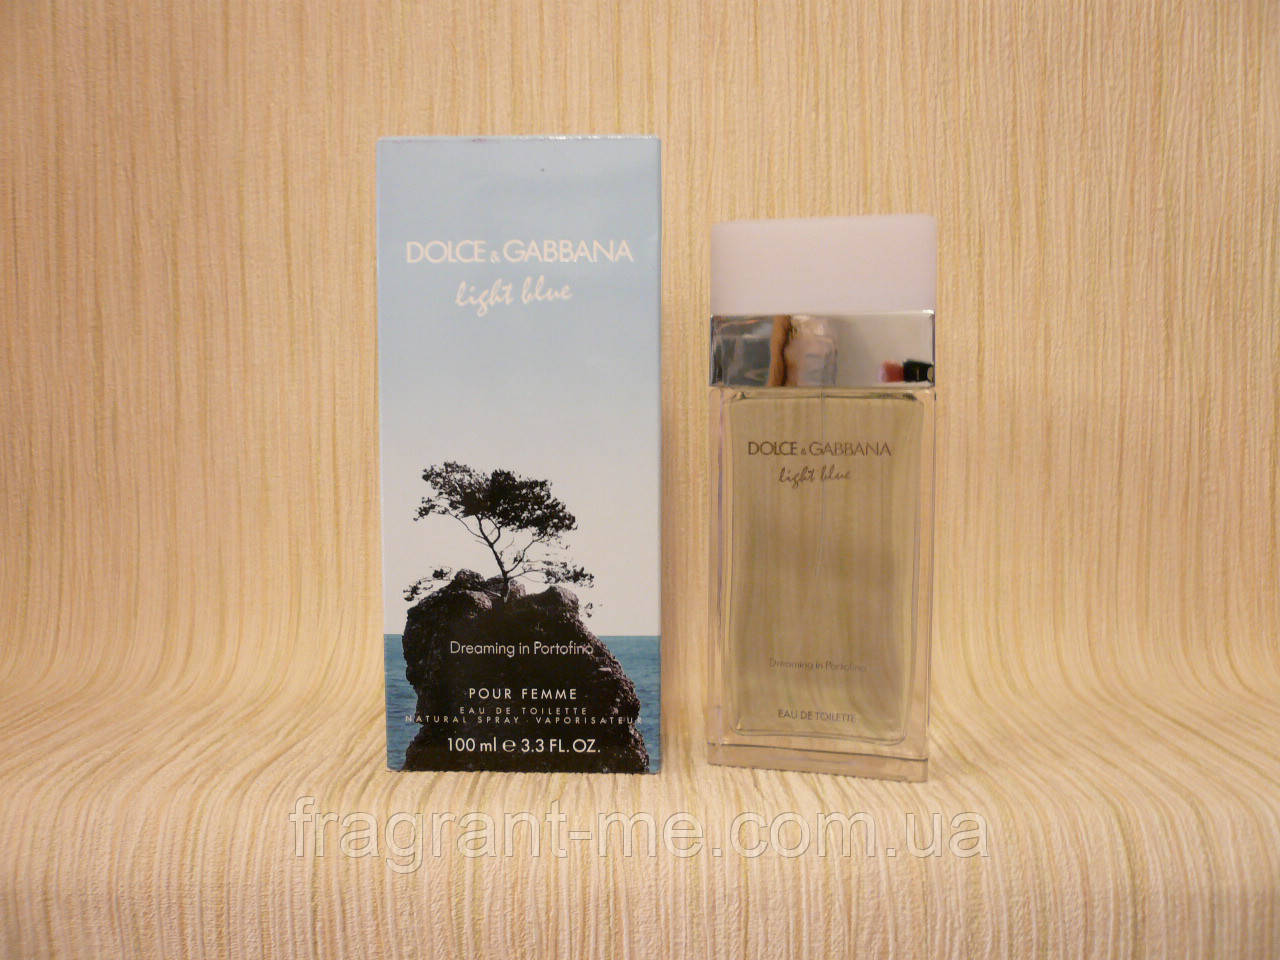 DOLCE & GABBANA
light blue
Dreaming in Portofino
POUR FEMME
EAU DE TOILETTE
NATURAL SPRAY · VAPORISATEUR
100 ml e 3.3 FL. OZ.
DOLCE & GABBANA
light blue
Dreaming in Portofino
EAU DE TOILETTE
fragrant-me.com.ua